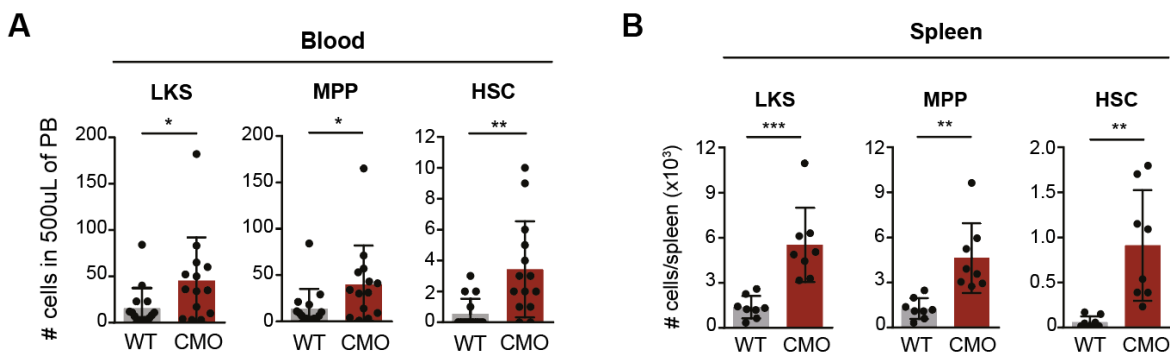 A
Blood
LKS
MPP
HSC
*
*
**
# cells in 500uL of PB
200
150
100
50
0
200
150
100
50
0
12
10
8
6
4
2
0
WT CMO
WT CMO
WT CMO
B
Spleen
LKS
MPP
HSC
***
**
**
# cells/spleen (x10³)
12
9
6
3
0
12
9
6
3
0
2.0
1.5
1.0
0.5
0
WT CMO
WT CMO
WT CMO